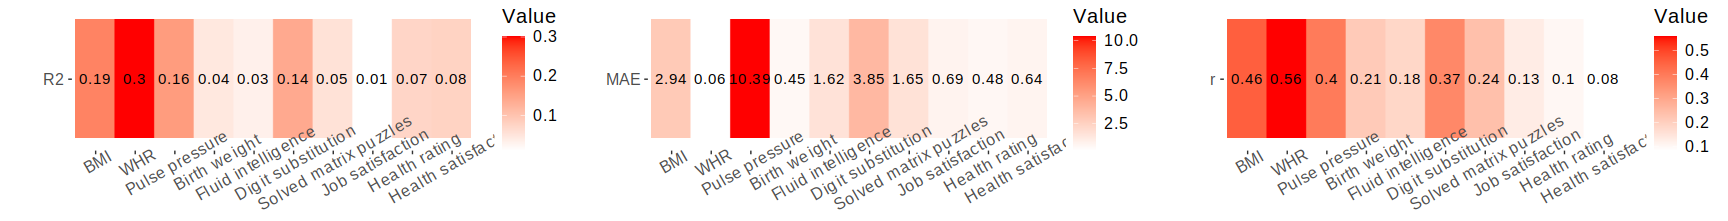 Value
R2
0.19 0.3 0.16 0.04 0.03 0.14 0.05 0.01 0.07 0.08
BMI
WHR
Pulse pressure
Birth weight
Fluid intelligence
Digit substitution
Solved matrix puzzles
Job satisfaction
Health rating
Health satisfac
0.3
0.2
0.1
Value
MAE
2.94 0.06 10.39 0.45 1.62 3.85 1.65 0.69 0.48 0.64
BMI
WHR
Pulse pressure
Birth weight
Fluid intelligence
Digit substitution
Solved matrix puzzles
Job satisfaction
Health rating
Health satisfac
10.0
7.5
5.0
2.5
Value
r
0.46 0.56 0.4 0.21 0.18 0.37 0.24 0.13 0.1 0.08
BMI
WHR
Pulse pressure
Birth weight
Fluid intelligence
Digit substitution
Solved matrix puzzles
Job satisfaction
Health rating
Health satisfac
0.5
0.4
0.3
0.2
0.1